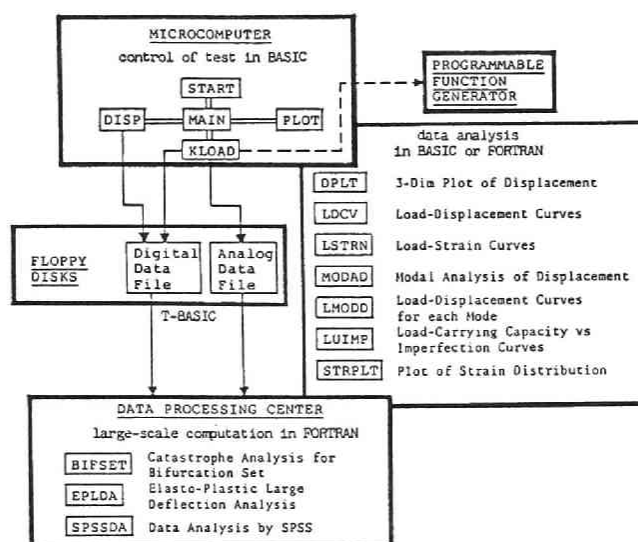 MICROCOMPUTER
control of test in BASIC
START
DISP
MAIN
PLOT
KLOAD
PROGRAMMABLE
FUNCTION
GENERATOR
data analysis
in BASIC or FORTRAN
DPLT 3-Dim Plot of Displacement
LDCV Load-Displacement Curves
LSTRN Load-Strain Curves
MODAD Modal Analysis of Displacement
LMODD Load-Displacement Curves
for each Mode
LUIMP Load-Carrying Capacity vs
Imperfection Curves
STRPLT Plot of Strain Distribution
FLOPPY
DISKS
Digital
Data
File
Analog
Data
File
T-BASIC
DATA PROCESSING CENTER
large-scale computation in FORTRAN
BIFSET Catastrophe Analysis for
Bifurcation Set
EPLDA Elasto-Plastic Large
Deflection Analysis
SPSSDA Data Analysis by SPSS